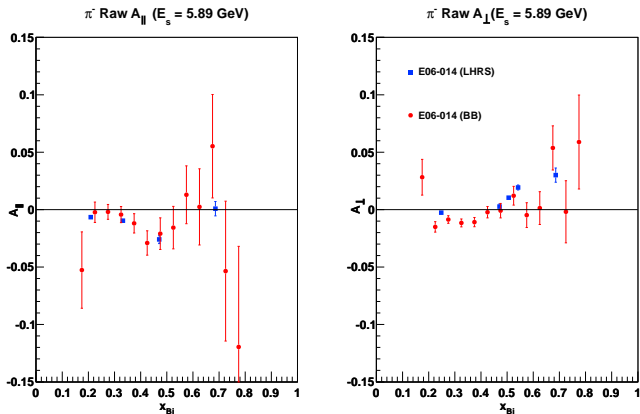 π⁻ Raw A∥ (E_s = 5.89 GeV)
0.15
0.1
0.05
0
-0.05
-0.1
-0.15
A∥
0 0.1 0.2 0.3 0.4 0.5 0.6 0.7 0.8 0.9 1
x_Bj
π⁻ Raw A⊥(E_s = 5.89 GeV)
E06-014 (LHRS)
E06-014 (BB)
0.15
0.1
0.05
0
-0.05
-0.1
-0.15
A⊥
0 0.1 0.2 0.3 0.4 0.5 0.6 0.7 0.8 0.9 1
x_Bj